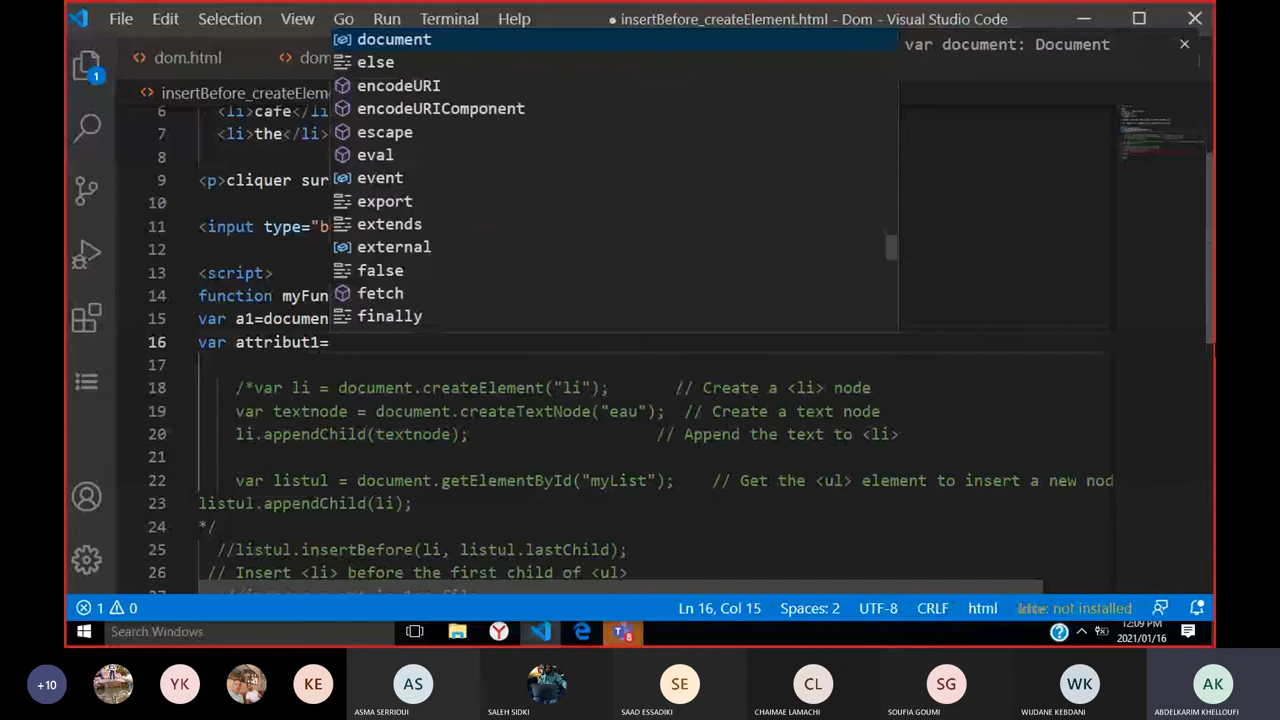 File Edit Selection View Go Run Terminal Help ● insertBefore_createElement.html - Dom - Visual Studio Code
dom.html
dom
insertBefore_createEleme
document
else
encodeURI
encodeURIComponent
escape
eval
event
export
extends
external
false
fetch
finally
var document: Document
1
6 <li>cafe</li
7 <li>the</li>
8
9 <p>cliquer sur
10
11 <input type="b
12
13 <script>
14 function myFun
15 var a1=documen
16 var attribut1=
17
18 /*var li = document.createElement("li"); // Create a <li> node
19 var textnode = document.createTextNode("eau"); // Create a text node
20 li.appendChild(textnode); // Append the text to <li>
21
22 var listul = document.getElementById("myList"); // Get the <ul> element to insert a new nod
23 listul.appendChild(li);
24 */
25 //listul.insertBefore(li, listul.lastChild);
26 // Insert <li> before the first child of <ul>
27
1 0 Ln 16, Col 15 Spaces: 2 UTF-8 CRLF html not installed
Search Windows 8 12:09 PM
2021/01/16
+10 YK KE AS SE CL SG WK AK
ASMA SERRIOUI SALEH SIDKI SAAD ESSADIKI CHAIMAE LAMACHI SOUFIA GOUMI WIJDANE KEBDANI ABDELKARIM KHELLOUFI